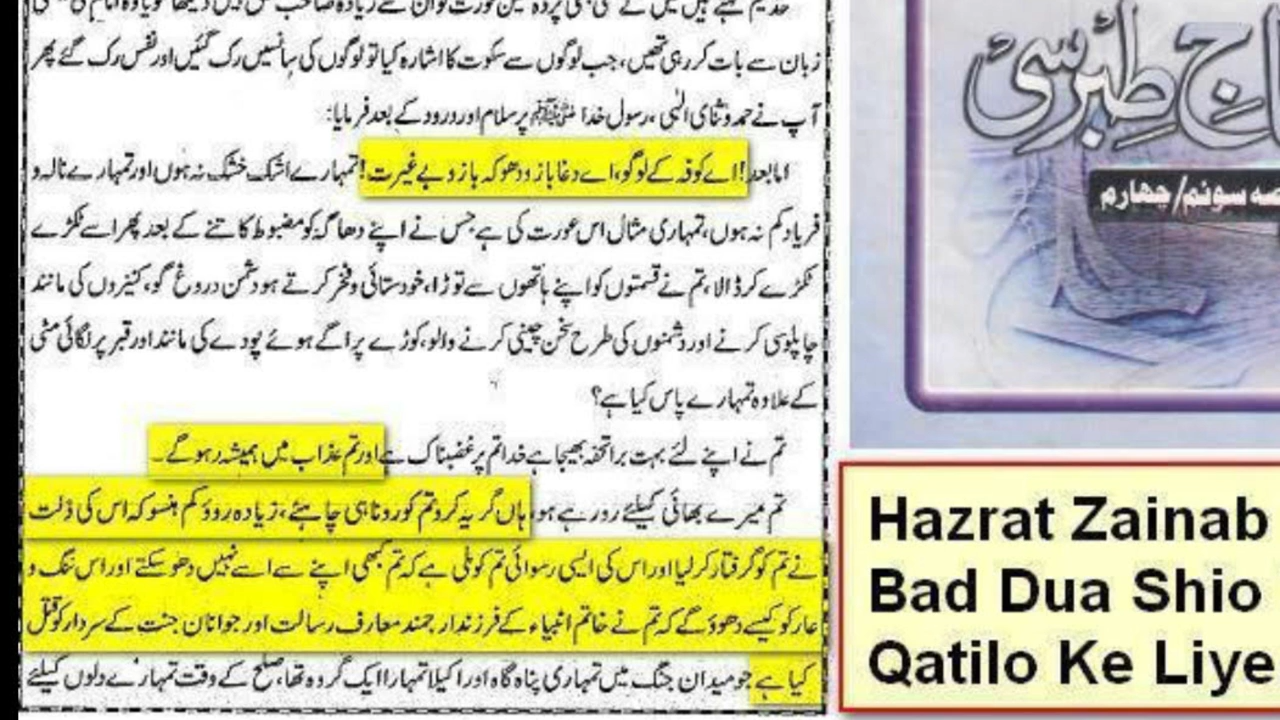 زبان سے بات کر رہی تھیں، جب لوگوں سے سکوت کا اشارہ کیا تو لوگوں کی سانسیں رک گئیں اور نفس رک گئے پھر
آپ نے حمد و ثنای الٰہی، رسول خدا ﷺ پر سلام اور درود کے بعد فرمایا:
امابعد! اے کوفہ کے لوگو، اے دغا باز و دھوکہ باز و بے غیرت! تمہارے اشک خشک نہ ہوں اور تمہارے نالہ و
فریاد کم نہ ہوں، تمہاری مثال اس عورت کی ہے جس نے اپنے دھاگہ کو مضبوط کاتنے کے بعد پھر اسے ٹکڑے
ٹکڑے کر ڈالا، تم نے قسمتوں کو اپنے ہاتھوں سے توڑا، خود ستائی و فخر کرتے ہو دشمن دروغ گو، کنیزوں کی مانند
چاپلوسی کرنے اور دشمنوں کی طرح سخن چینی کرنے والو، کوڑے پر اگے ہوئے پودے کی مانند اور قبر پر لگائی مٹی
کے علاوہ تمہارے پاس کیا ہے؟
تم نے اپنے لئے بہت برا تحفہ بھیجا ہے خدا تم پر غضبناک ہے اور تم عذاب میں ہمیشہ رہو گے۔
تم میرے بھائی کیلئے رو رہے ہو، ہاں گریہ کرو تم کو رونا ہی چاہئے، زیادہ روؤ کم ہنسو کہ اس کی ذلت
نے تم کو گرفتار کر لیا اور اس کی ایسی رسوائی تم کو ملی ہے کہ تم کبھی اپنے سے اسے نہیں دھو سکتے اور اس ننگ و
عار کو کیسے دھوؤ گے کہ تم نے خاتم انبیاء کے فرزند ارجمند معارف رسالت اور جوانان جنت کے سردار کو قتل
کیا ہے جو میدان جنگ میں تمہاری پناہ گاہ اور اکیلا تمہارا ایک گروہ تھا، صلح کے وقت تمہارے دلوں کیلئے
طبرسیؒ
سوئم/چہارم
Hazrat Zainab
Bad Dua Shio
Qatilo Ke Liye